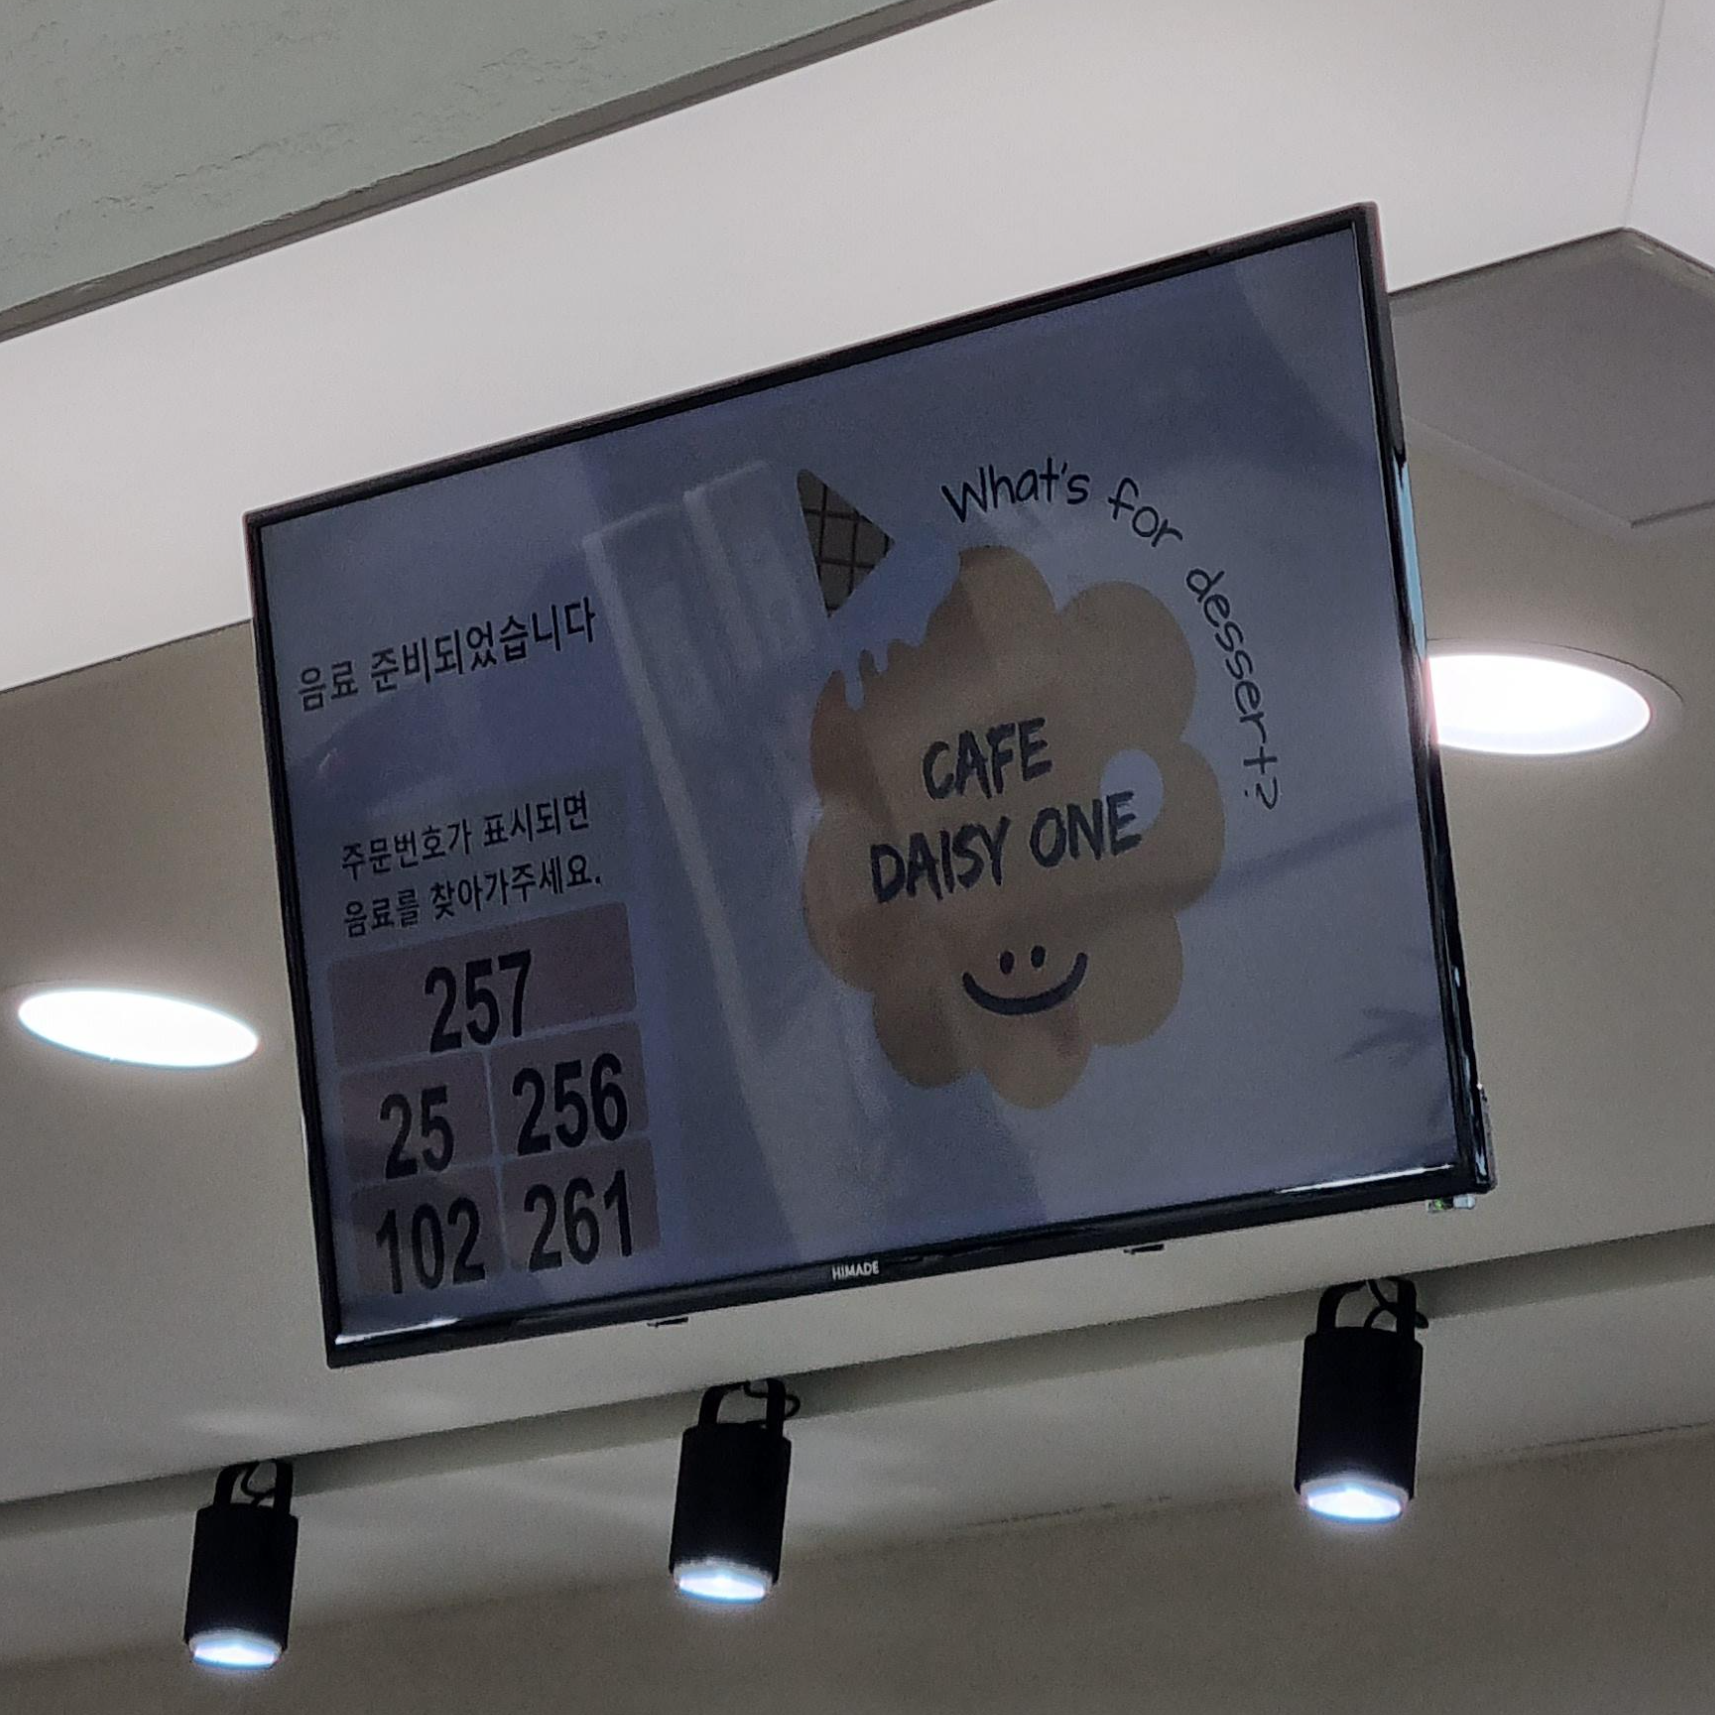 음료 준비되었습니다
주문번호가 표시되면
음료를 찾아가주세요.
257
25 256
102 261
What's for dessert?
CAFE
DAISY ONE
HIMADE